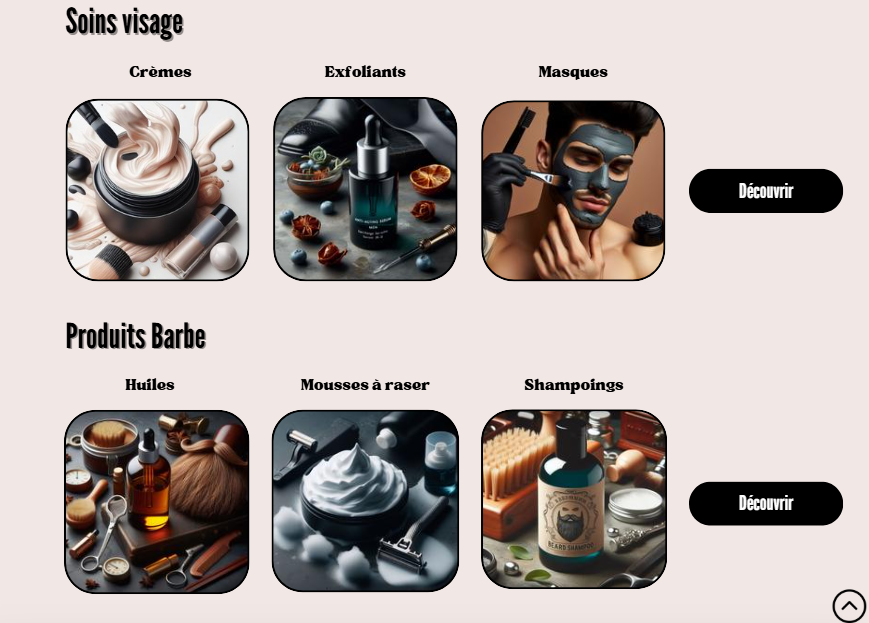 Soins visage
Crèmes
Exfoliants
Masques
Découvrir
Produits Barbe
Huiles
Mousses à raser
Shampoings
Découvrir
BEARD SHAMPOO